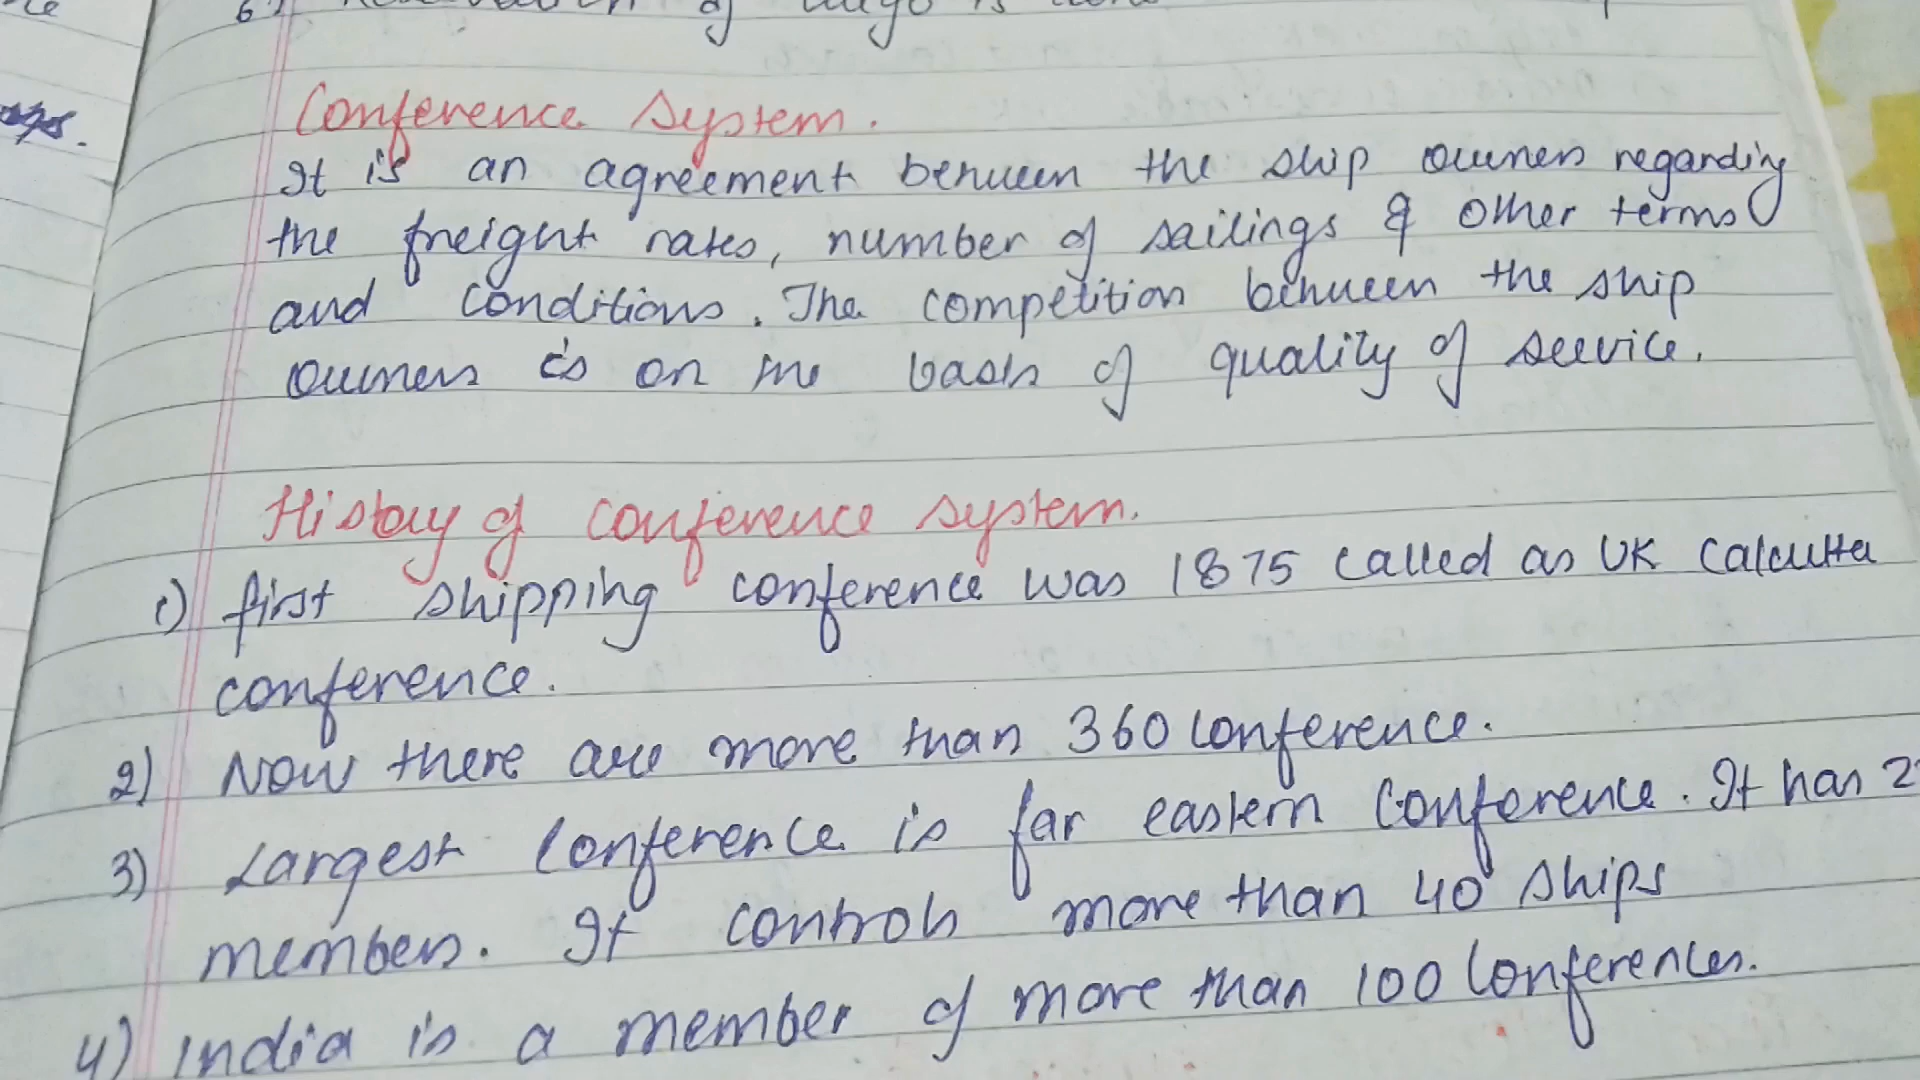 6)
Conference System.
It is an agreement between the ship owners regarding
the freight rates, number of sailings & other terms
and conditions. The competition between the ship
owners is on the basis of quality of service.
History of conference system.
1) first shipping conference was 1875 called as UK Calcutta
conference.
2) Now there are more than 360 conference.
3) Largest conference is far eastern Conference. It has 2
members. It controls more than 40 ships
4) india is a member of more than 100 Conferences.